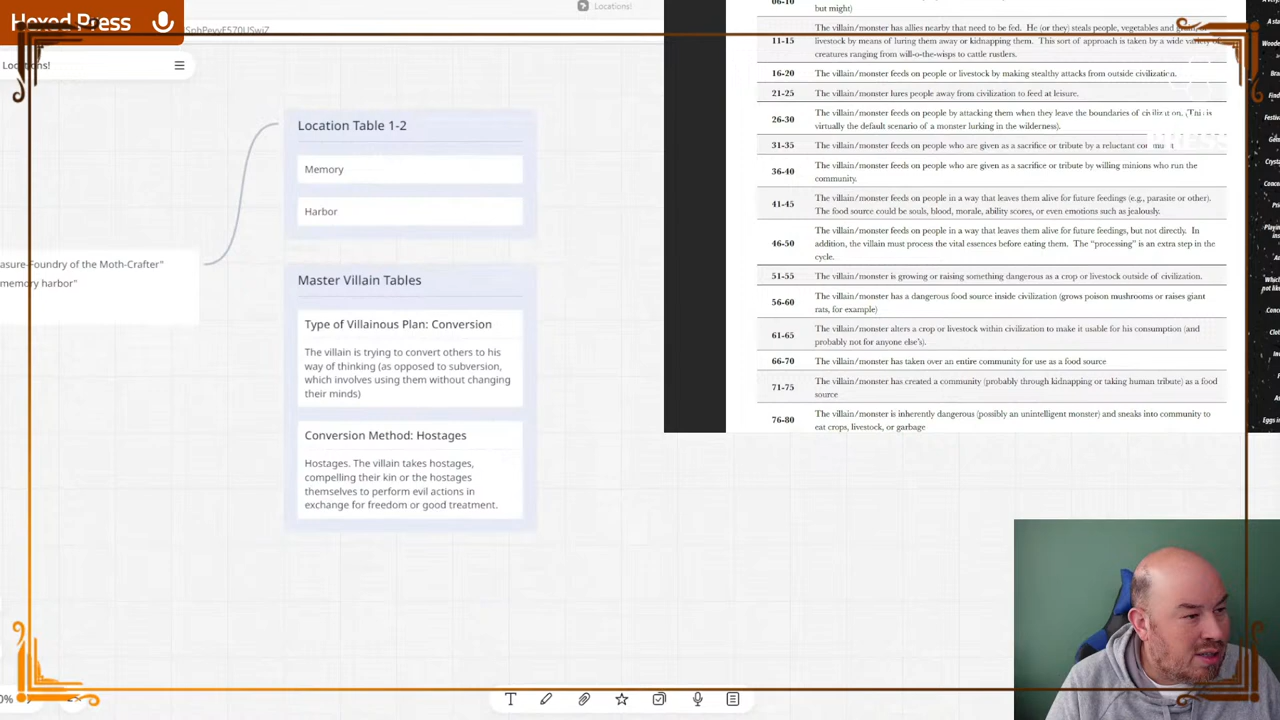 Hexed Press
Locations!
Locations!
Location Table 1-2
Memory
Harbor
asure-Foundry of the Moth-Crafter"
memory harbor"
Master Villain Tables
Type of Villainous Plan: Conversion
The villain is trying to convert others to his
way of thinking (as opposed to subversion,
which involves using them without changing
their minds)
Conversion Method: Hostages
Hostages. The villain takes hostages,
compelling their kin or the hostages
themselves to perform evil actions in
exchange for freedom or good treatment.
06-10
but might)
The villain/monster has allies nearby that need to be fed. He (or they) steals people, vegetables and
11-15
livestock by means of luring them away or kidnapping them. This sort of approach is taken by a wide
creatures ranging from will-o-the-wisps to cattle rustlers.
16-20 The villain/monster feeds on people or livestock by making stealthy attacks from outside civilization.
21-25 The villain/monster lures people away from civilization to feed at leisure.
26-30 The villain/monster feeds on people by attacking them when they leave the boundaries of civilization. (This is
virtually the default scenario of a monster lurking in the wilderness).
31-35 The villain/monster feeds on people who are given as a sacrifice or tribute by a reluctant
36-40 The villain/monster feeds on people who are given as a sacrifice or tribute by willing minions who run the
community.
41-45 The villain/monster feeds on people in a way that leaves them alive for future feedings (e.g., parasite or other).
The food source could be souls, blood, morale, ability scores, or even emotions such as jealously.
The villain/monster feeds on people in a way that leaves them alive for future feedings, but not directly. In
46-50 addition, the villain must process the vital essences before eating them. The "processing" is an extra step in the
cycle.
51-55 The villain/monster is growing or raising something dangerous as a crop or livestock outside of civilization.
56-60 The villain/monster has a dangerous food source inside civilization (grows poison mushrooms or raises giant
rats, for example)
61-65 The villain/monster alters a crop or livestock within civilization to make it usable for his consumption (and
probably not for anyone else's).
66-70 The villain/monster has taken over an entire community for use as a food source
71-75 The villain/monster has created a community (probably through kidnapping or taking human tribute) as a food
source
76-80 The villain/monster is inherently dangerous (possibly an unintelligent monster) and sneaks into community to
eat crops, livestock, or garbage